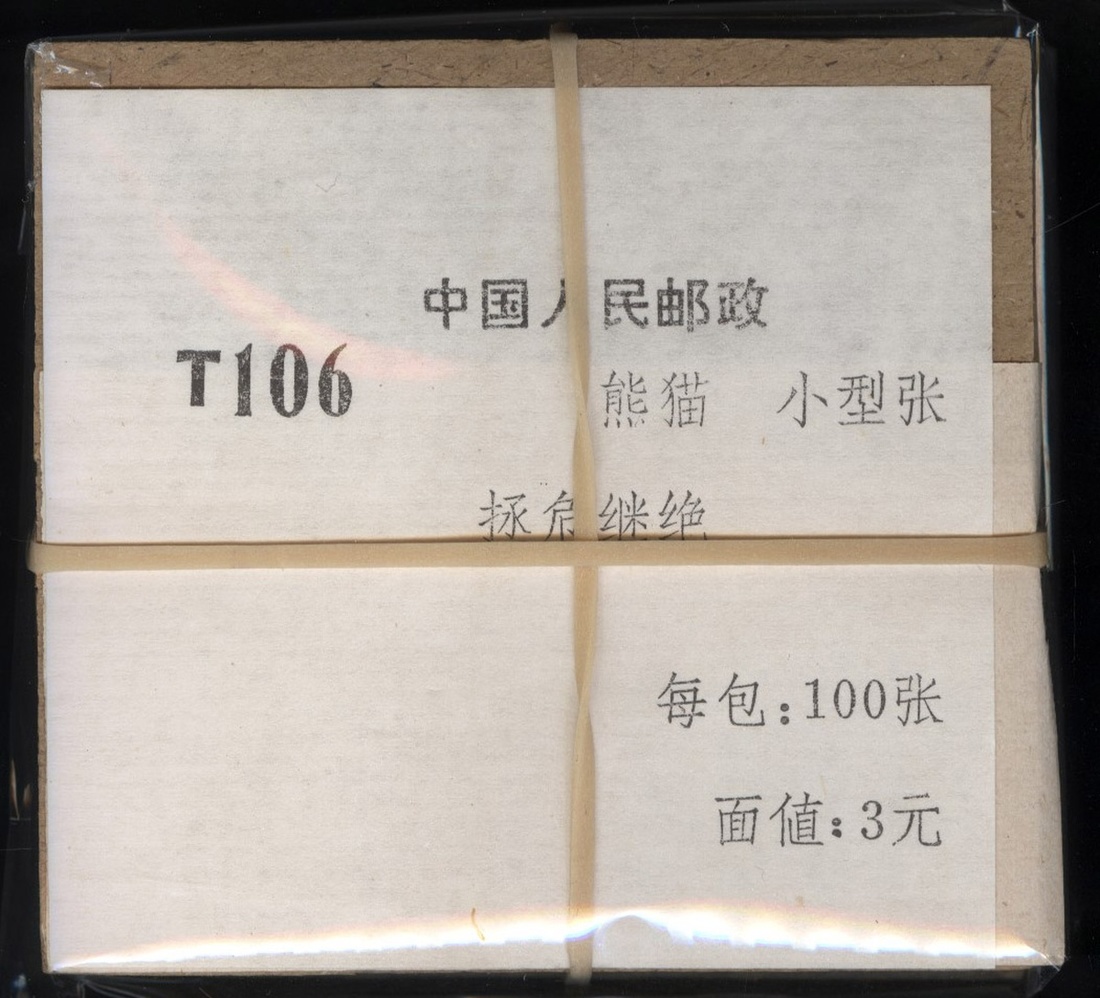 中国人民邮政
T106 熊猫 小型张
拯危继绝
每包:100张
面值:3元